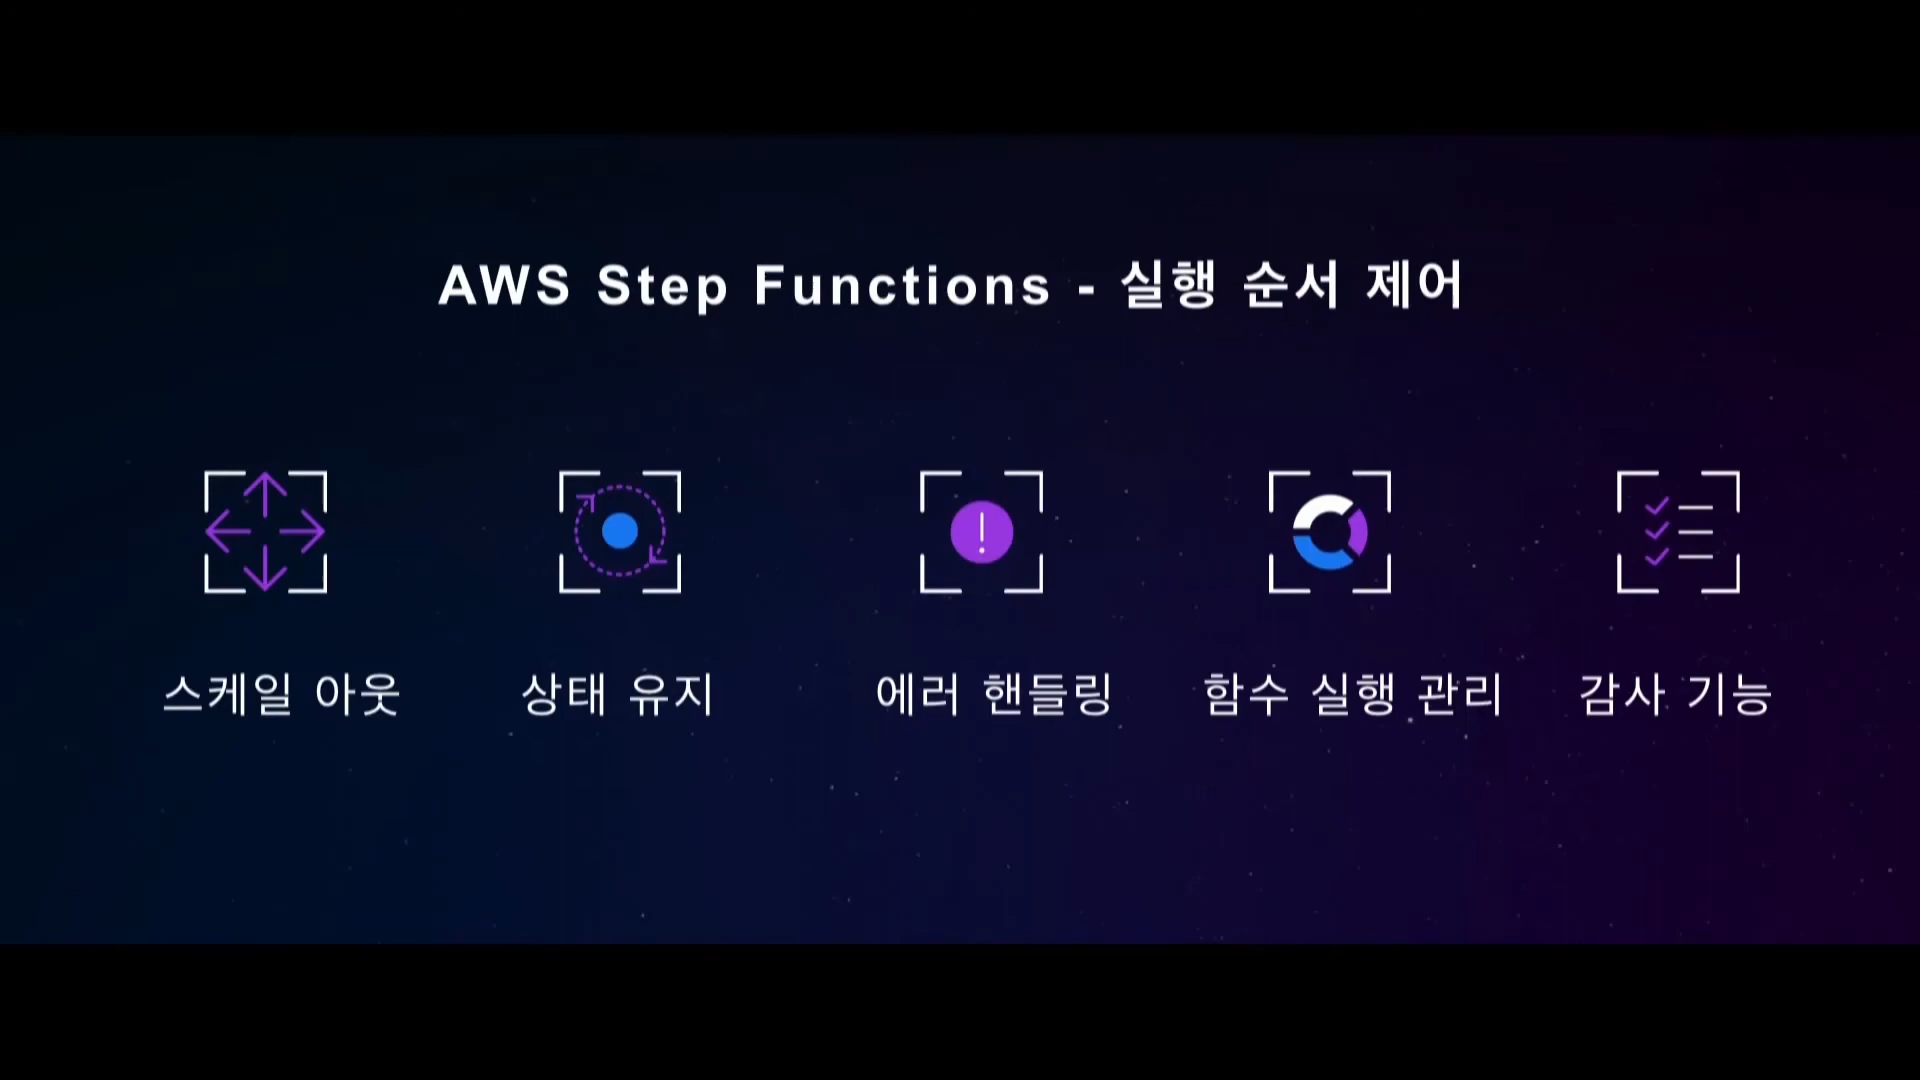 AWS Step Functions - 실행 순서 제어
스케일 아웃
상태 유지
에러 핸들링
함수 실행 관리
감사 기능